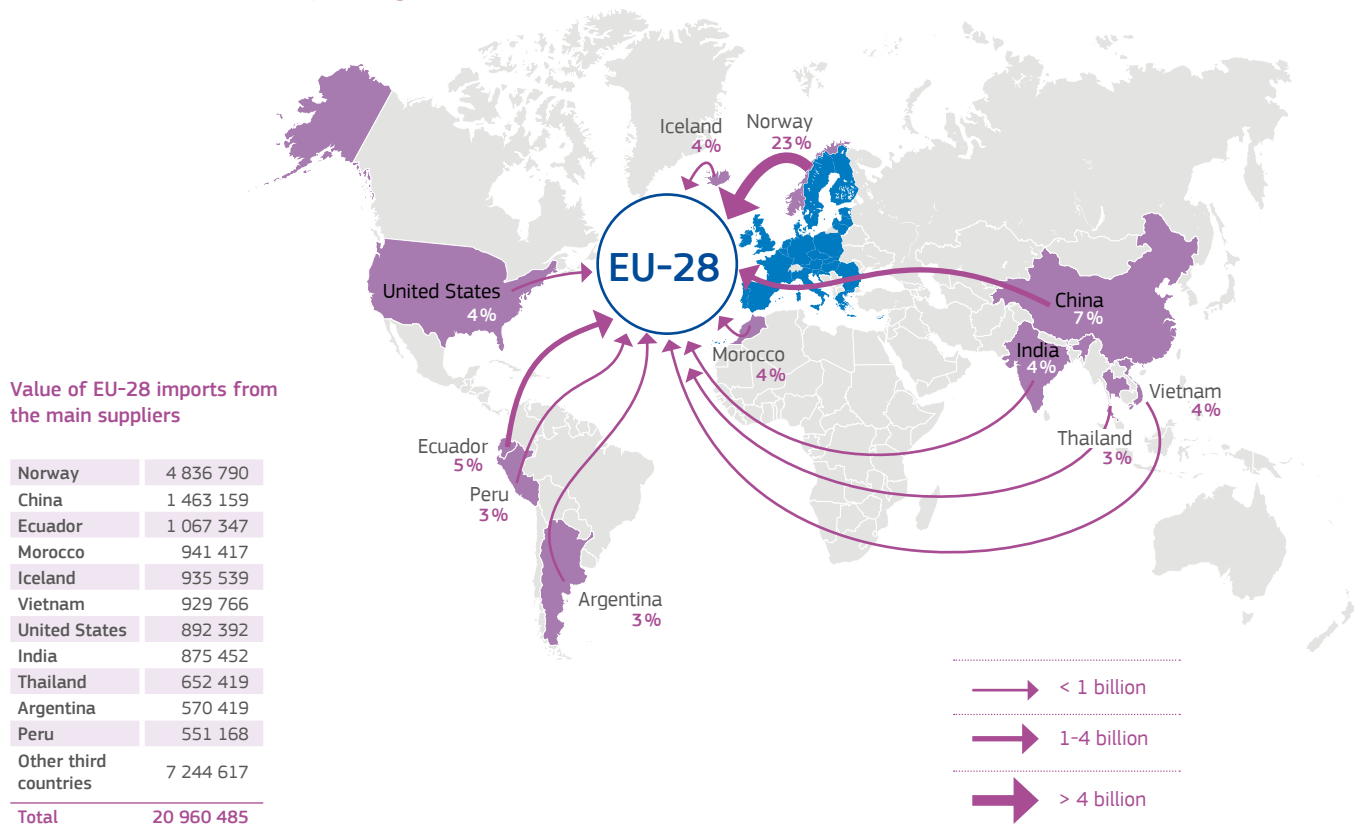 Iceland
4%
Norway
23%
EU-28
United States
4%
China
7%
India
4%
Morocco
4%
Vietnam
4%
Thailand
3%
Ecuador
5%
Peru
3%
Argentina
3%
Value of EU-28 imports from
the main suppliers
Norway 4 836 790
China 1 463 159
Ecuador 1 067 347
Morocco 941 417
Iceland 935 539
Vietnam 929 766
United States 892 392
India 875 452
Thailand 652 419
Argentina 570 419
Peru 551 168
Other third
countries 7 244 617
Total 20 960 485
< 1 billion
1-4 billion
> 4 billion